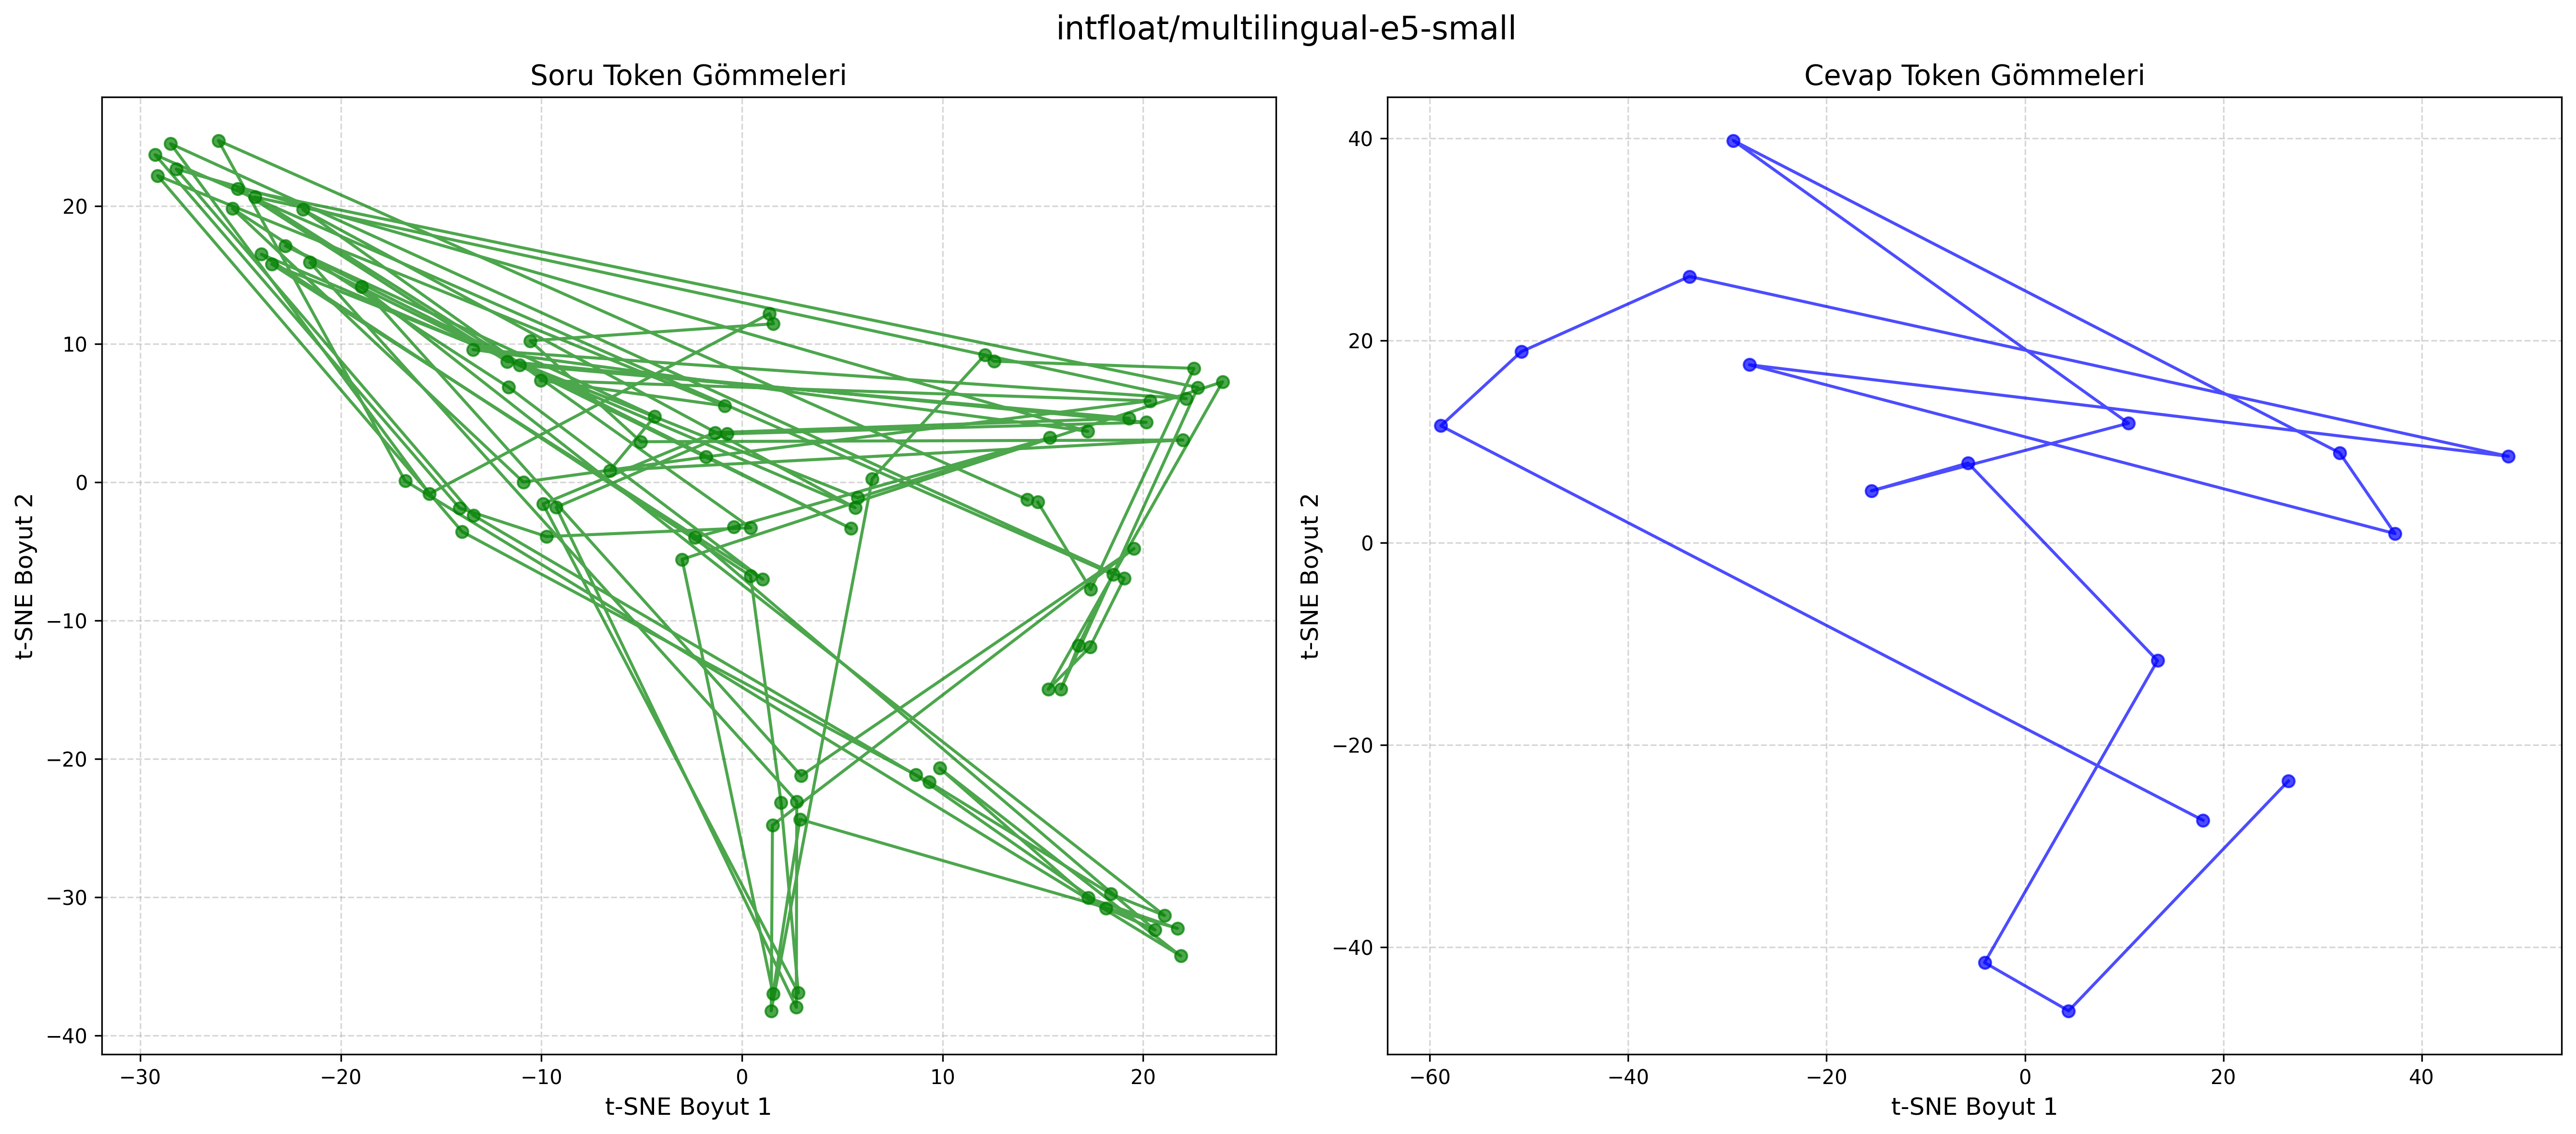 intfloat/multilingual-e5-small
Soru Token Gömmeleri
20
10
0
−10
−20
−30
−40
t-SNE Boyut 2
−30 −20 −10 0 10 20
t-SNE Boyut 1
Cevap Token Gömmeleri
40
20
0
−20
−40
t-SNE Boyut 2
−60 −40 −20 0 20 40
t-SNE Boyut 1